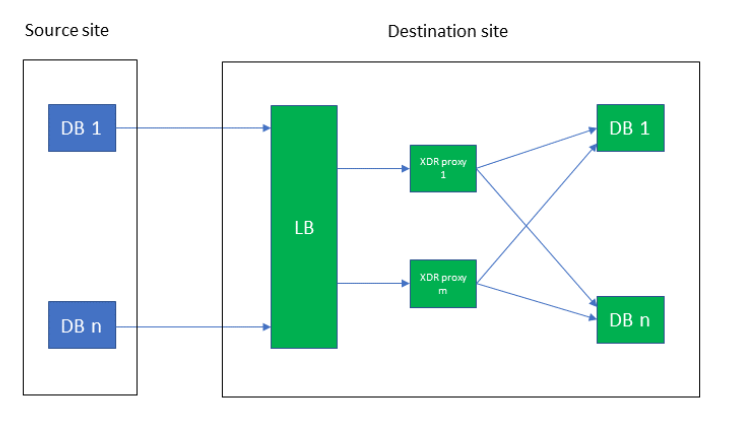 Source site
Destination site
DB 1
DB n
LB
XDR proxy
1
XDR proxy
m
DB 1
DB n